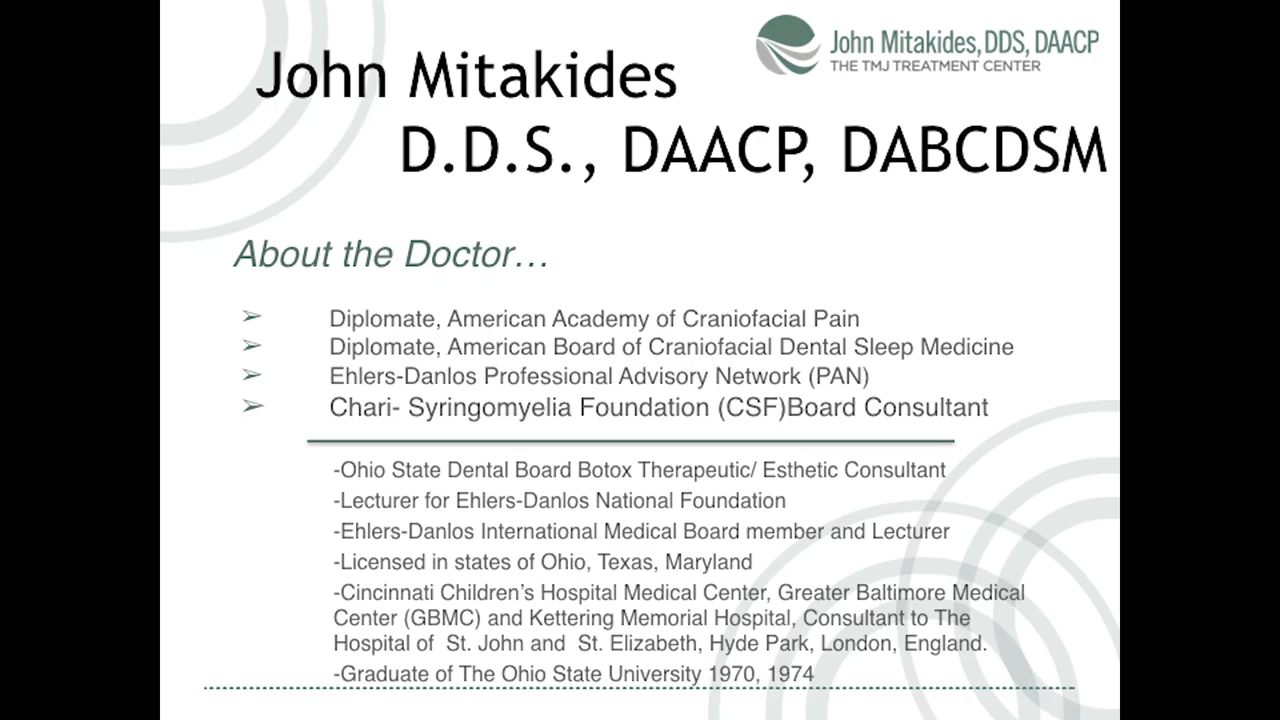 John Mitakides, DDS, DAACP
THE TMJ TREATMENT CENTER
John Mitakides
D.D.S., DAACP, DABCDSM
About the Doctor…
➢ Diplomate, American Academy of Craniofacial Pain
➢ Diplomate, American Board of Craniofacial Dental Sleep Medicine
➢ Ehlers-Danlos Professional Advisory Network (PAN)
➢ Chari- Syringomyelia Foundation (CSF)Board Consultant
-Ohio State Dental Board Botox Therapeutic/ Esthetic Consultant
-Lecturer for Ehlers-Danlos National Foundation
-Ehlers-Danlos International Medical Board member and Lecturer
-Licensed in states of Ohio, Texas, Maryland
-Cincinnati Children’s Hospital Medical Center, Greater Baltimore Medical
Center (GBMC) and Kettering Memorial Hospital, Consultant to The
Hospital of St. John and St. Elizabeth, Hyde Park, London, England.
-Graduate of The Ohio State University 1970, 1974